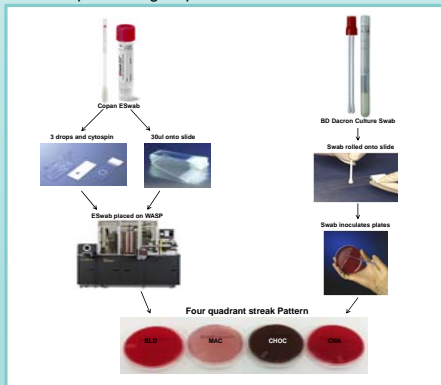 Copan ESwab
BD Dacron Culture Swab
3 drops and cytospin
30ul onto slide
Swab rolled onto slide
ESwab placed on WASP
Swab inoculates plates
Four quadrant streak Pattern
BLD
MAC
CHOC
CNA